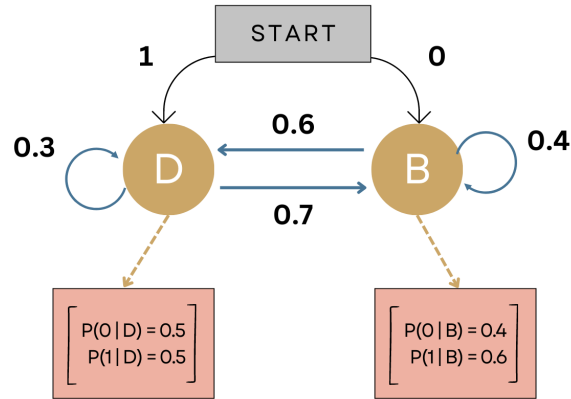 START
1
0
0.3
D
0.6
0.7
B
0.4
P(0|D) = 0.5
P(1|D) = 0.5
P(0|B) = 0.4
P(1|B) = 0.6